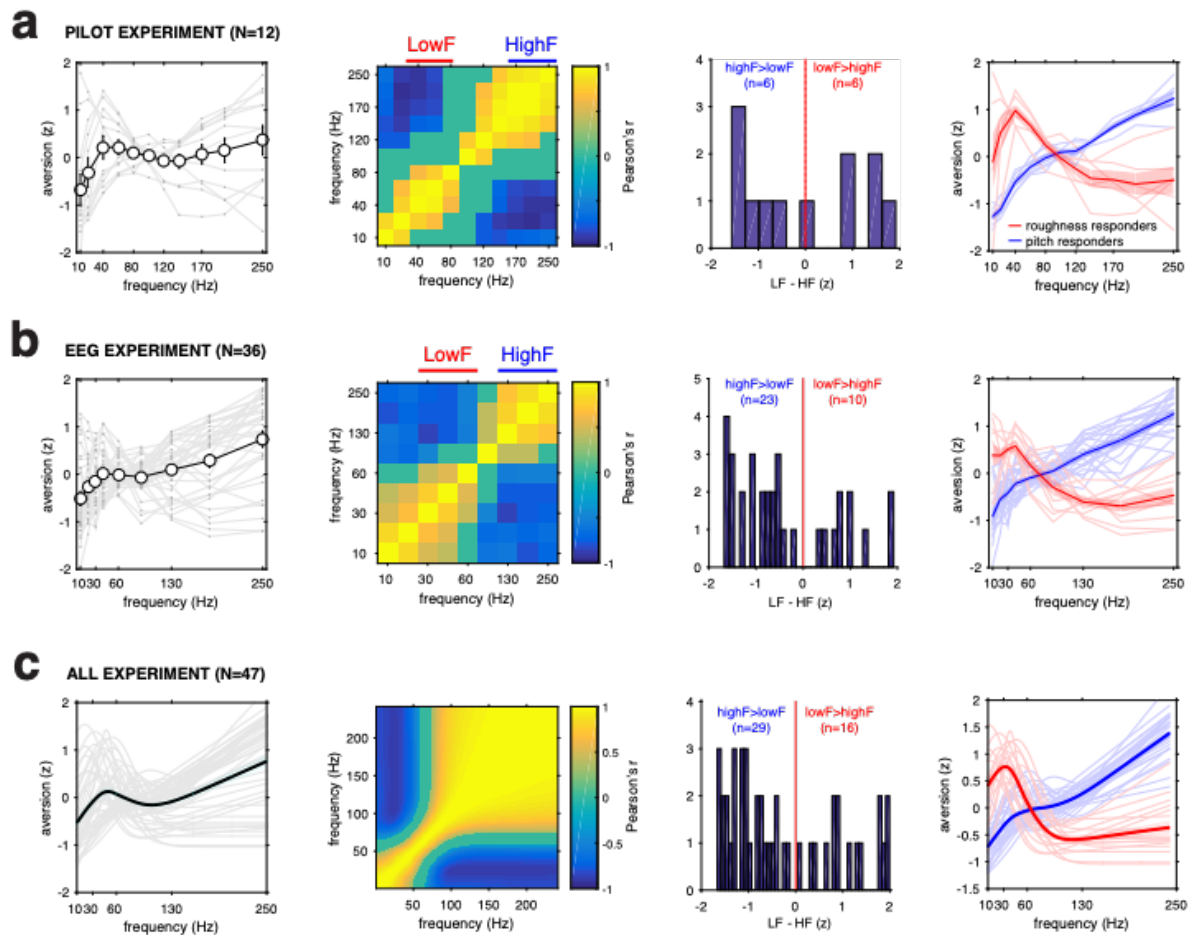 a PILOT EXPERIMENT (N=12)
2
1
0
-1
-2
aversion (z)
10 40 80 120 170 250
frequency (Hz)
LowF HighF
250
170
120
80
40
10
frequency (Hz)
10 40 80 120 170 250
frequency (Hz)
1
0
-1
Pearson's r
4
3
2
1
0
highF>lowF
(n=6)
lowF>highF
(n=6)
-2 -1 0 1 2
LF - HF (z)
2
1
0
-1
-2
aversion (z)
roughness responders
pitch responders
10 40 80 120 170 250
frequency (Hz)
b EEG EXPERIMENT (N=36)
2
1
0
-1
-2
aversion (z)
1030 60 130 250
frequency (Hz)
LowF HighF
250
130
60
30
10
frequency (Hz)
10 30 60 130 250
frequency (Hz)
1
0
-1
Pearson's r
5
4
3
2
1
0
highF>lowF
(n=23)
lowF>highF
(n=10)
-2 -1 0 1 2
LF - HF (z)
2
1
0
-1
-2
aversion (z)
1030 60 130 250
frequency (Hz)
c ALL EXPERIMENT (N=47)
2
1
0
-1
-2
aversion (z)
1030 60 130 250
frequency (Hz)
200
150
100
50
frequency (Hz)
50 100 150 200
frequency (Hz)
1
0.5
0
-0.5
-1
Pearson's r
4
3
2
1
0
highF>lowF
(n=29)
lowF>highF
(n=16)
-2 -1 0 1 2
LF - HF (z)
2
1
0.5
0
-0.5
-1
-1.5
aversion (z)
1030 60 130 250
frequency (Hz)